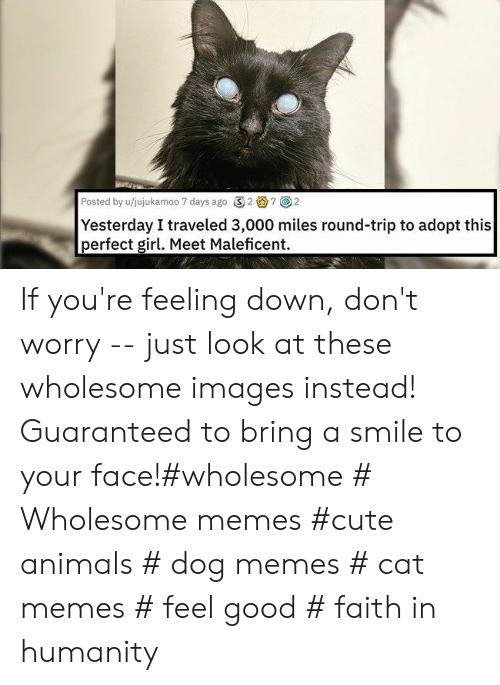 Posted by u/jujukamoo 7 days ago 2 7 2
Yesterday I traveled 3,000 miles round-trip to adopt this
perfect girl. Meet Maleficent.
If you're feeling down, don't
worry -- just look at these
wholesome images instead!
Guaranteed to bring a smile to
your face!#wholesome #
Wholesome memes #cute
animals # dog memes # cat
memes # feel good # faith in
humanity